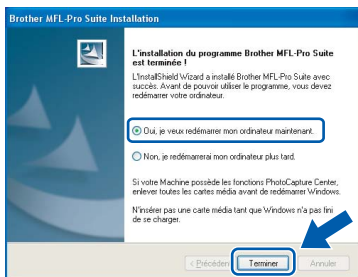 Brother MFL-Pro Suite Installation
L'installation du programme Brother MFL-Pro Suite
est terminée !
L'InstallShield Wizard a installé Brother MFL-Pro Suite avec
succès. Avant de pouvoir utiliser le programme, vous devez
redémarrer votre ordinateur.
Oui, je veux redémarrer mon ordinateur maintenant.
Non, je redémarrerai mon ordinateur plus tard.
Si votre Machine possède les fonctions PhotoCapture Center,
enlever toutes les cartes média avant de redémarrer Windows.
N'insérer pas une carte média tant que Windows n'a pas fini
de se charger.
< Précédent Terminer Annuler